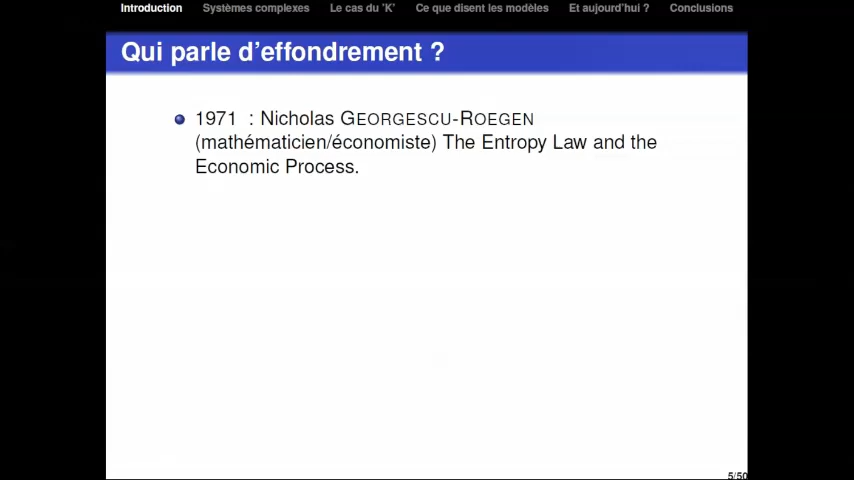 Introduction Systèmes complexes Le cas du 'K' Ce que disent les modèles Et aujourd'hui ? Conclusions
Qui parle d'effondrement ?
1971 : Nicholas GEORGESCU-ROEGEN
(mathématicien/économiste) The Entropy Law and the
Economic Process.
5/50